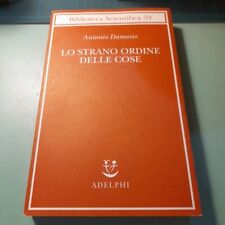 Biblioteca Scientifica 59
Antonio Damasio
LO STRANO ORDINE
DELLE COSE
ADELPHI